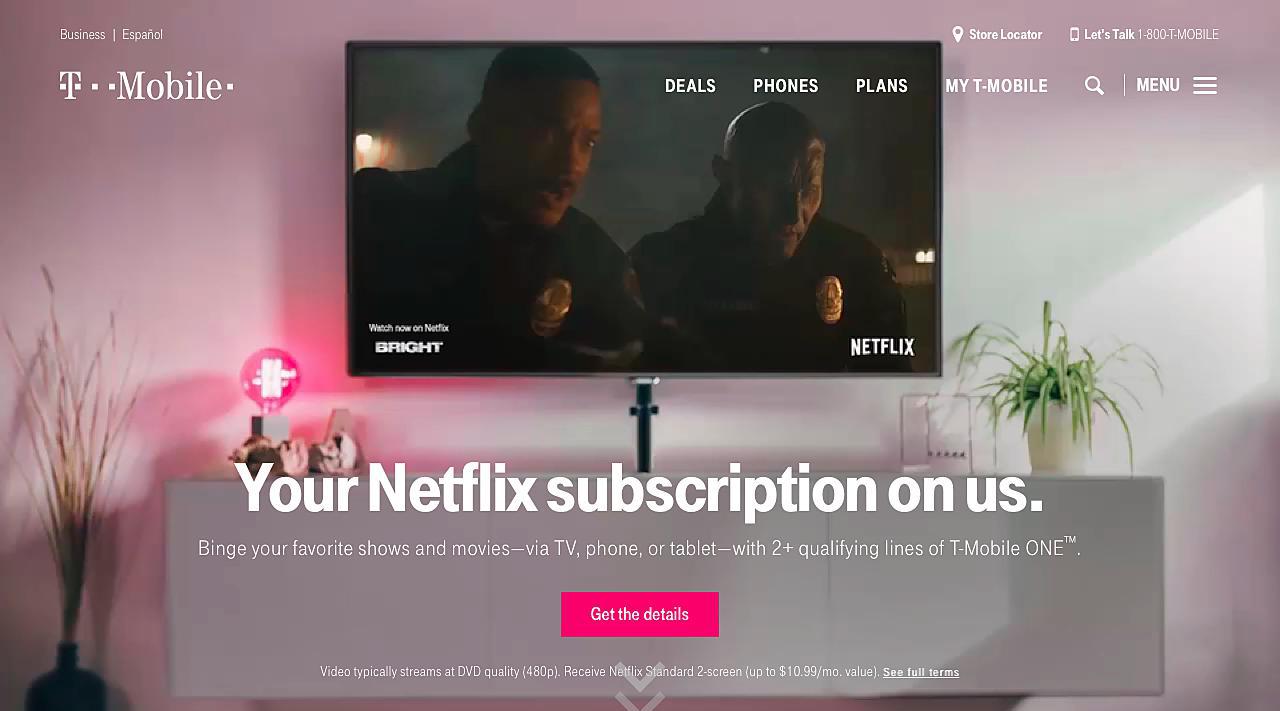 Business | Español
Store Locator
Let's Talk 1-800-T-MOBILE
T··Mobile·
DEALS
PHONES
PLANS
MY T-MOBILE
MENU
Watch now on Netflix
BRIGHT
NETFLIX
Your Netflix subscription on us.
Binge your favorite shows and movies—via TV, phone, or tablet—with 2+ qualifying lines of T-Mobile ONE™.
Get the details
Video typically streams at DVD quality (480p). Receive Netflix Standard 2-screen (up to $10.99/mo. value). See full terms